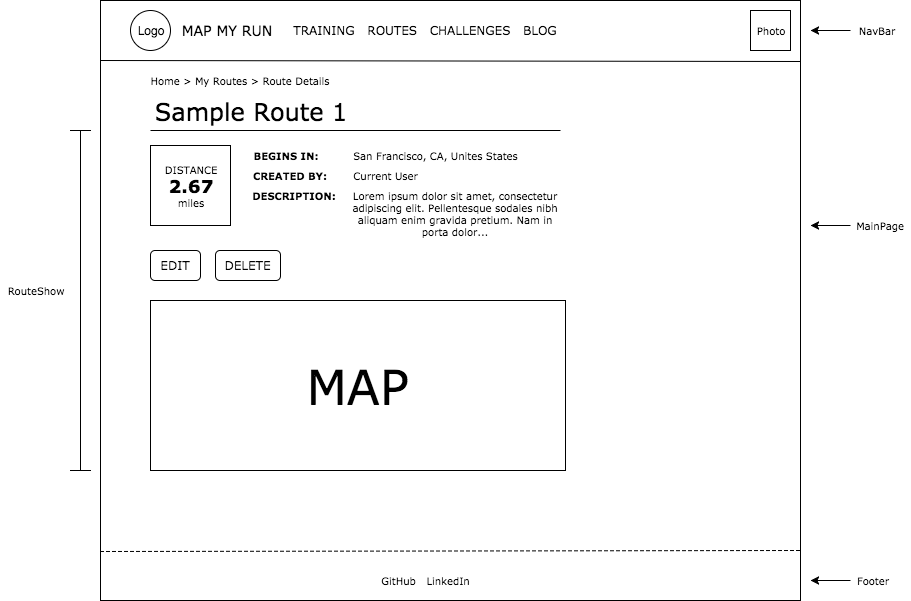 Logo MAP MY RUN TRAINING ROUTES CHALLENGES BLOG Photo NavBar
Home > My Routes > Route Details
Sample Route 1
DISTANCE
2.67
miles
BEGINS IN: San Francisco, CA, Unites States
CREATED BY: Current User
DESCRIPTION: Lorem ipsum dolor sit amet, consectetur
adipiscing elit. Pellentesque sodales nibh
aliquam enim gravida pretium. Nam in
porta dolor...
MainPage
EDIT DELETE
RouteShow
MAP
GitHub LinkedIn Footer